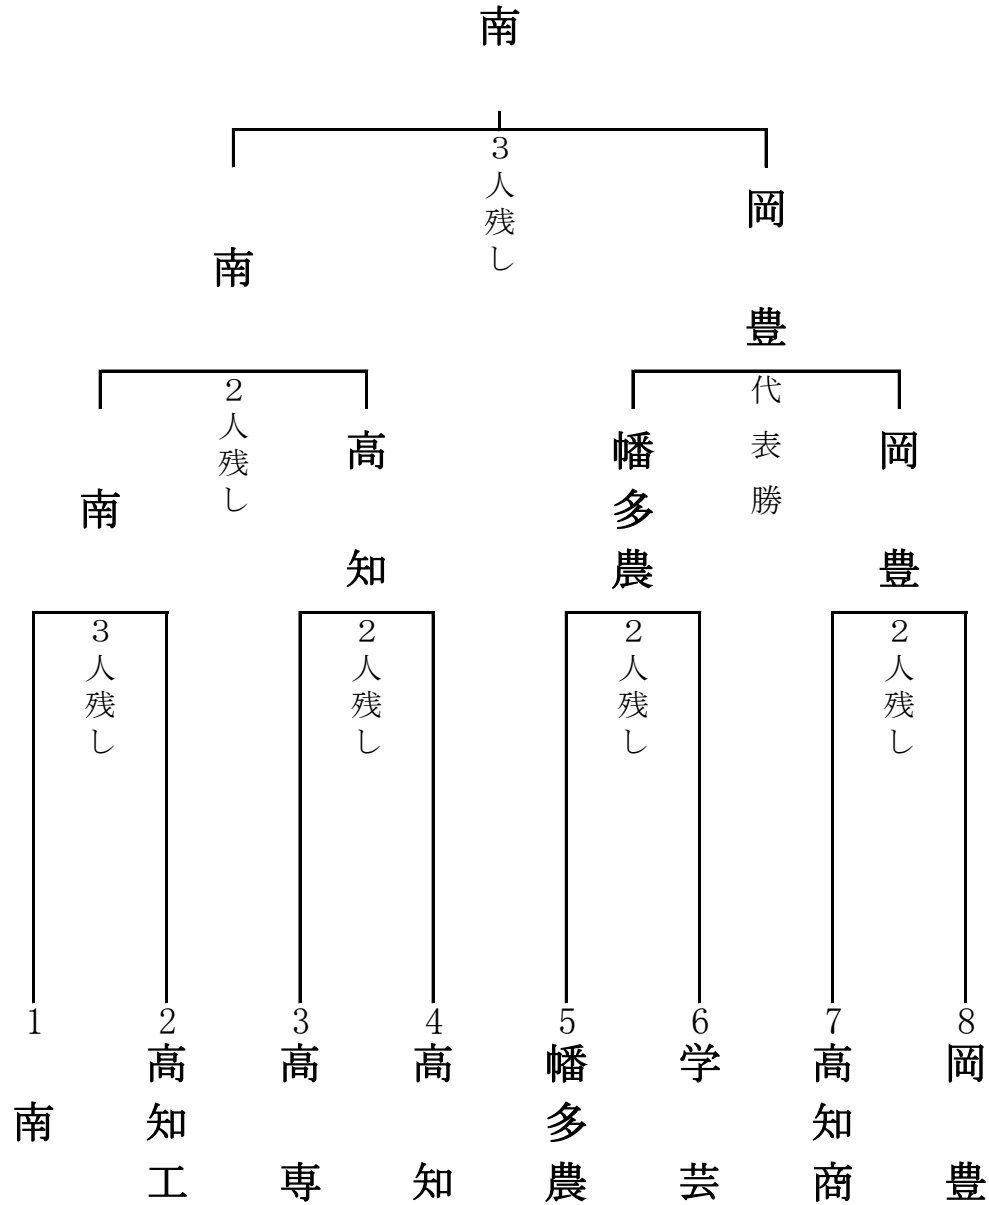 南
３人残し
南
岡豊
２人残し
代表勝
南
高知
幡多農
岡豊
３人残し
２人残し
２人残し
２人残し
1 2 3 4 5 6 7 8
南
高知工
高専
高知
幡多農
学芸
高知商
岡豊